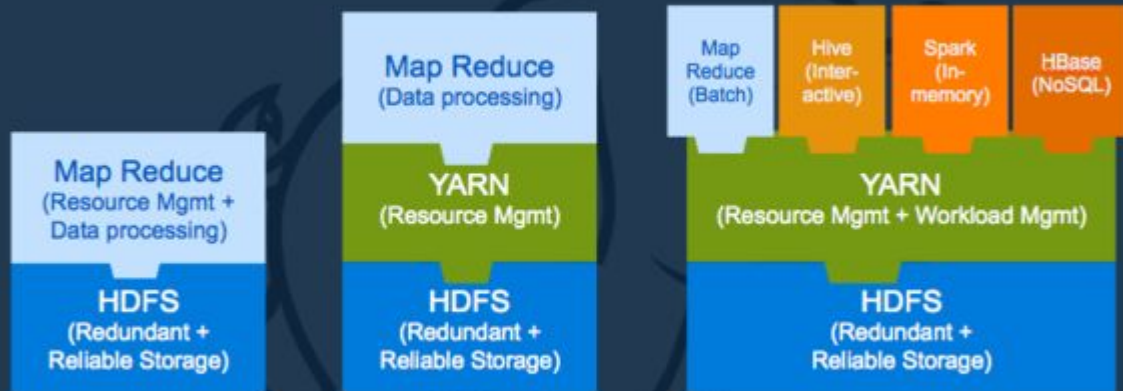 Map Reduce
(Resource Mgmt +
Data processing)
HDFS
(Redundant +
Reliable Storage)
Map Reduce
(Data processing)
YARN
(Resource Mgmt)
HDFS
(Redundant +
Reliable Storage)
Map
Reduce
(Batch)
Hive
(Inter-
active)
Spark
(In-
memory)
HBase
(NoSQL)
YARN
(Resource Mgmt + Workload Mgmt)
HDFS
(Redundant +
Reliable Storage)